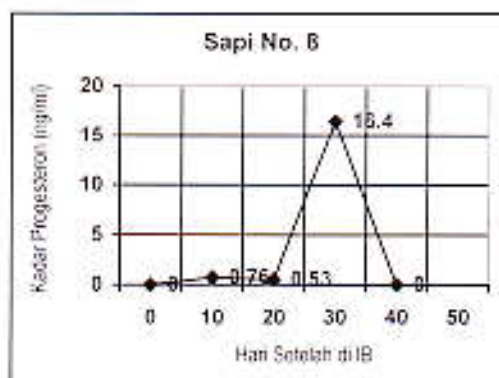 Sapi No. 8
Kadar Progesteron (ng/ml)
20
15
10
5
0
0
0.76
0.53
16.4
0
0 10 20 30 40 50
Hari Setelah di IB